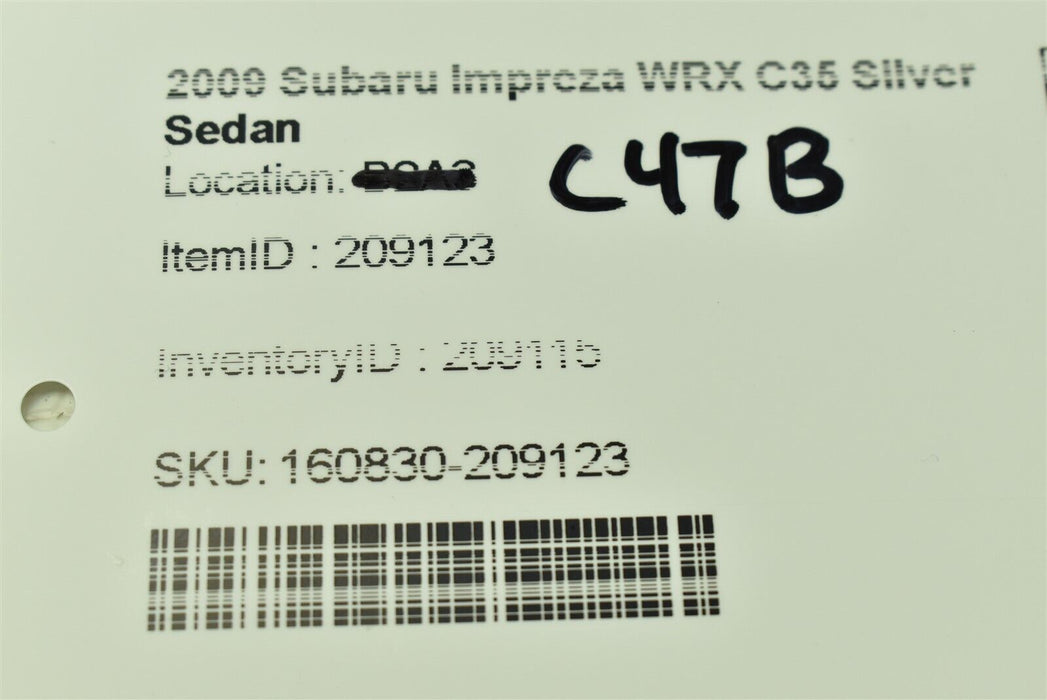 2009 Subaru Impreza WRX C35 Silver
Sedan
Location: C47B
ItemID : 209123
InventoryID : 209115
SKU: 160830-209123